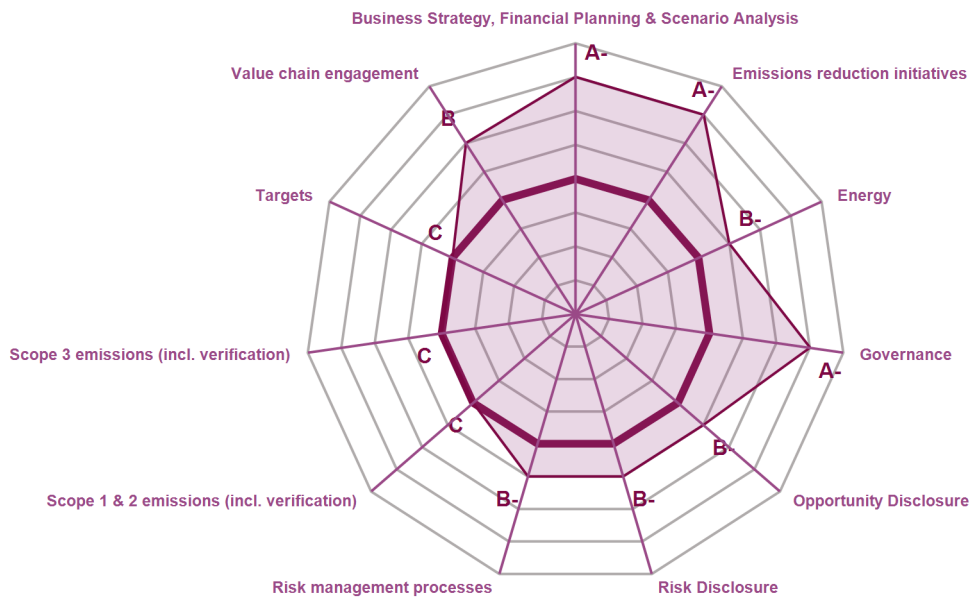 Business Strategy, Financial Planning & Scenario Analysis
A-
Value chain engagement
Emissions reduction initiatives
A-
B
Targets
Energy
B-
C
Scope 3 emissions (incl. verification)
Governance
C
A-
C
B-
Scope 1 & 2 emissions (incl. verification)
Opportunity Disclosure
B-
B-
Risk management processes
Risk Disclosure